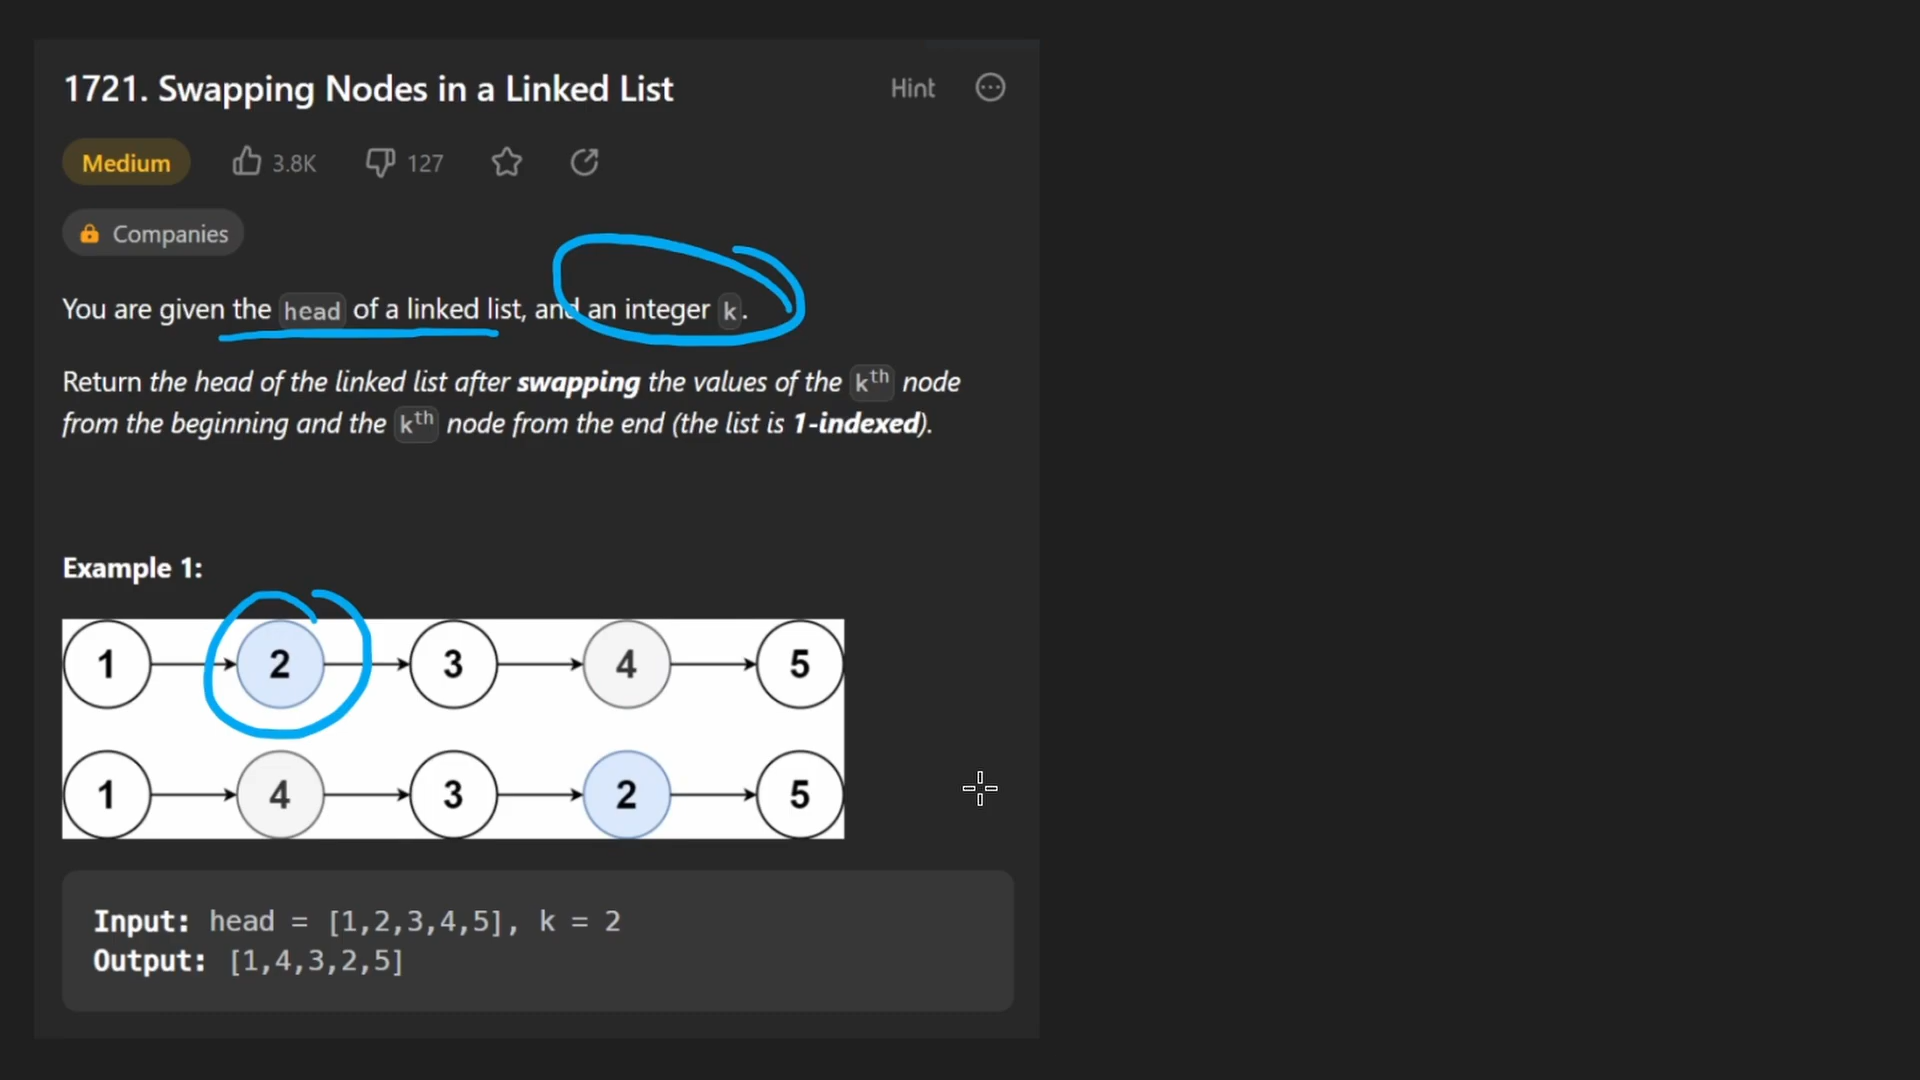 1721. Swapping Nodes in a Linked List
Hint
Medium
3.8K
127
Companies
You are given the head of a linked list, and an integer k.
Return the head of the linked list after swapping the values of the kth node
from the beginning and the kth node from the end (the list is 1-indexed).
Example 1:
1 2 3 4 5
1 4 3 2 5
Input: head = [1,2,3,4,5], k = 2
Output: [1,4,3,2,5]